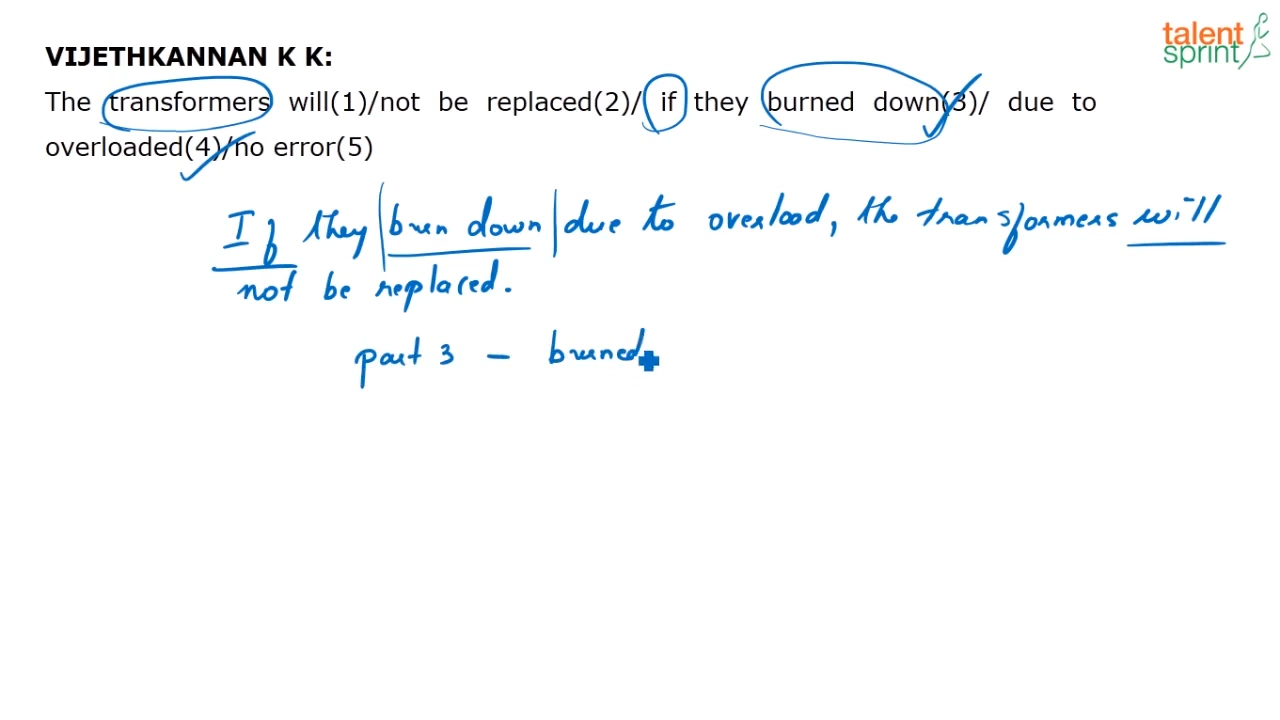 talent
sprint
VIJETHKANNAN K K:
The transformers will(1)/not be replaced(2)/ if they burned down(3)/ due to
overloaded(4)/no error(5)
If they burn down due to overload, the transformers will
not be replaced.
part 3 – burned